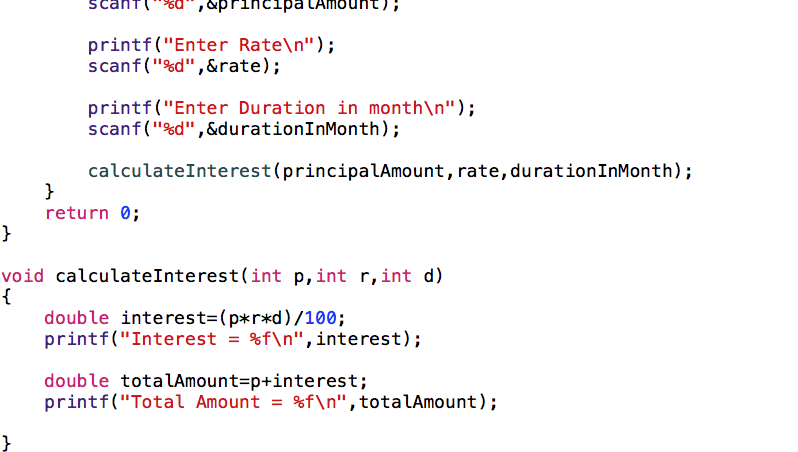 scanf("%d",&principalAmount);
printf("Enter Rate\n");
scanf("%d",&rate);
printf("Enter Duration in month\n");
scanf("%d",&durationInMonth);
calculateInterest(principalAmount,rate,durationInMonth);
}
return 0;
}
void calculateInterest(int p,int r,int d)
{
double interest=(p*r*d)/100;
printf("Interest = %f\n",interest);
double totalAmount=p+interest;
printf("Total Amount = %f\n",totalAmount);
}